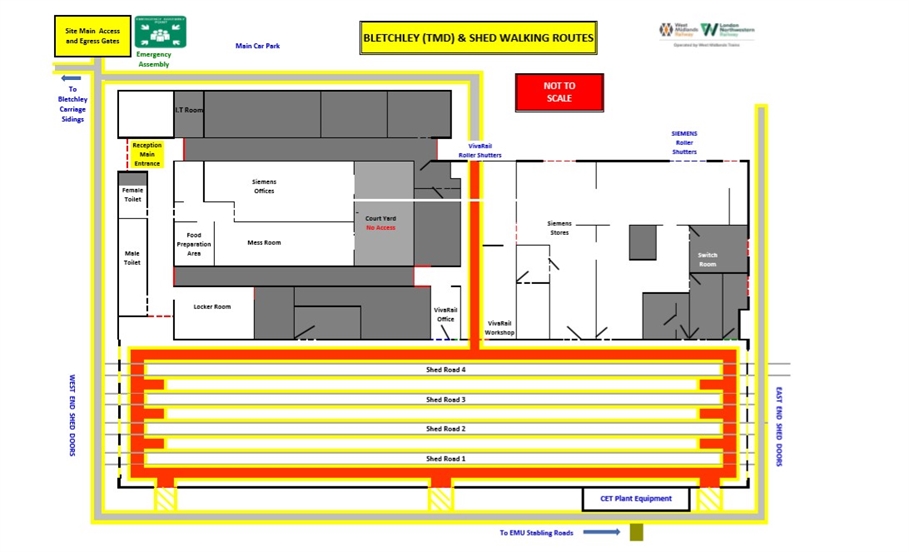 Site Main Access
and Egress Gates
Emergency
Assembly
Main Car Park
BLETCHLEY (TMD) & SHED WALKING ROUTES
West
Midlands
Railway
London
Northwestern
Railway
Operated by West Midlands Trains
NOT TO
SCALE
To
Bletchley
Carriage
Sidings
LT Room
Reception
Main
Entrance
VivaRail
Roller Shutters
SIEMENS
Roller
Shutters
Female
Toilet
Siemens
Offices
Court Yard
No Access
Siemens
Stores
Food
Preparation
Area
Mess Room
Male
Toilet
Switch
Room
Locker Room
VivaRail
Office
VivaRail
Workshop
WEST END SHED DOORS
Shed Road 4
Shed Road 3
Shed Road 2
Shed Road 1
EAST END SHED DOORS
CET Plant Equipment
To EMU Stabling Roads